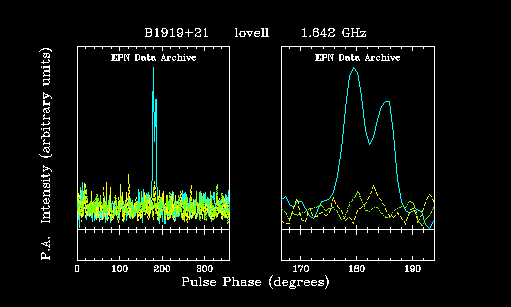 B1919+21 lovell 1.642 GHz
EPN Data Archive EPN Data Archive
Intensity (arbitrary units)
P.A.
0 100 200 300 170 180 190
Pulse Phase (degrees)